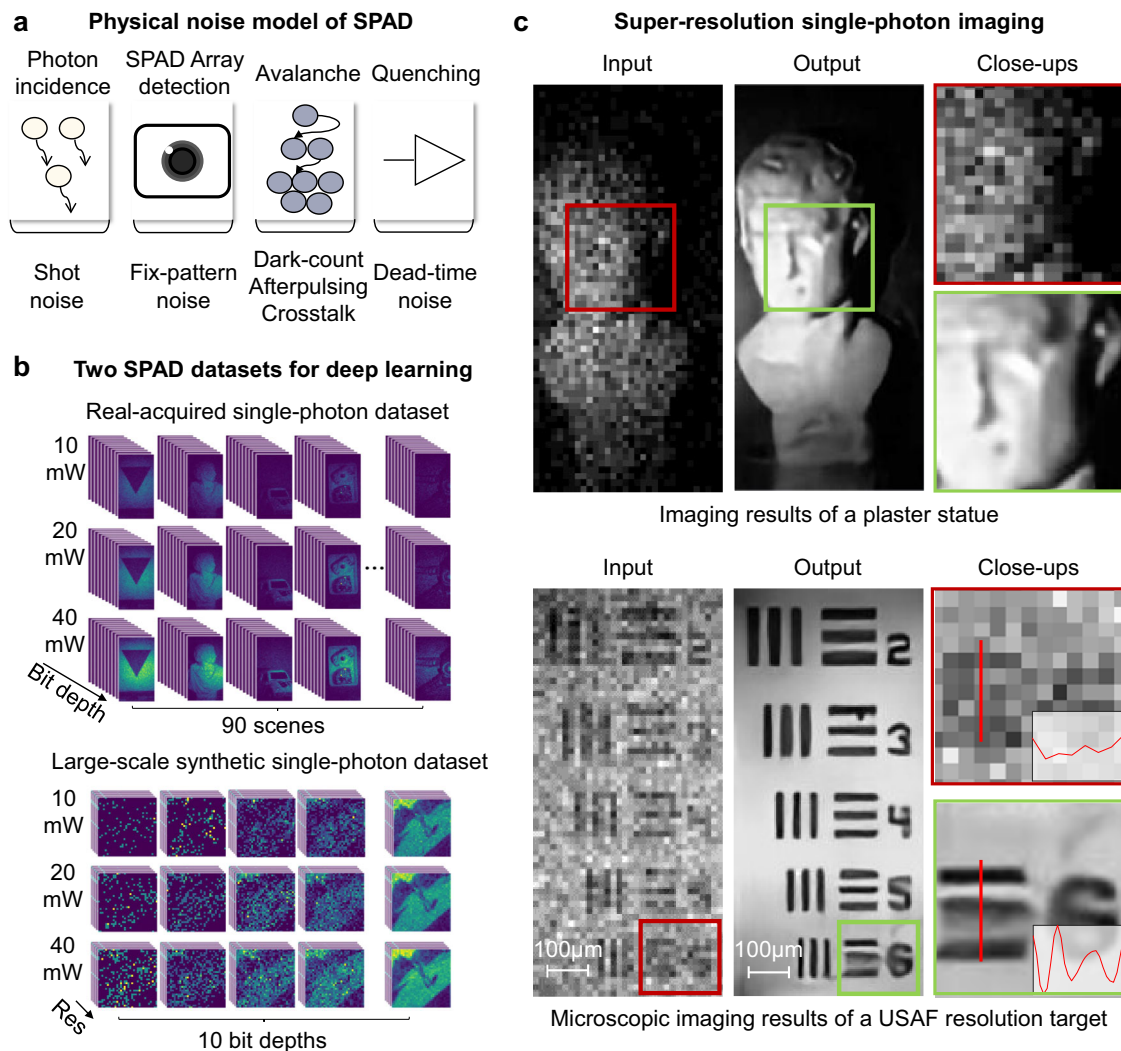 a Physical noise model of SPAD
Photon incidence
SPAD Array detection
Avalanche
Quenching
Shot noise
Fix-pattern noise
Dark-count
Afterpulsing
Crosstalk
Dead-time noise
b Two SPAD datasets for deep learning
Real-acquired single-photon dataset
10 mW
20 mW
...
40 mW
Bit depth
90 scenes
Large-scale synthetic single-photon dataset
10 mW
20 mW
40 mW
Res
10 bit depths
c Super-resolution single-photon imaging
Input Output Close-ups
Imaging results of a plaster statue
Input Output Close-ups
2
2
3
4
5
6
100μm
100μm
Microscopic imaging results of a USAF resolution target